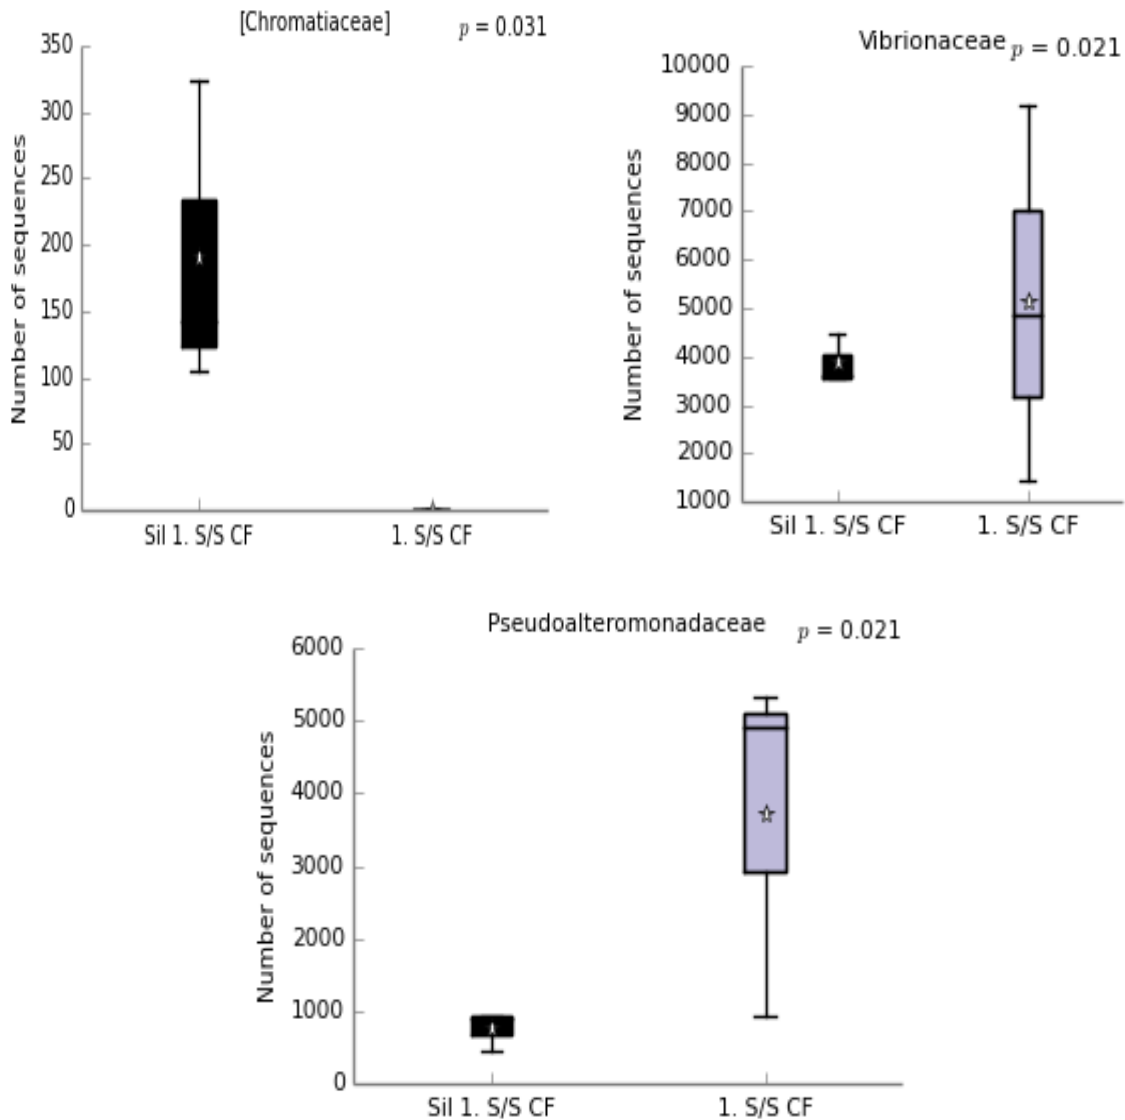 [Chromatiaceae] p = 0.031
350
300
250
200
150
100
50
0
Number of sequences
Sil 1. S/S CF 1. S/S CF
Vibrionaceae p = 0.021
10000
9000
8000
7000
6000
5000
4000
3000
2000
1000
Number of sequences
Sil 1. S/S CF 1. S/S CF
Pseudoalteromonadaceae p = 0.021
6000
5000
4000
3000
2000
1000
0
Number of sequences
Sil 1. S/S CF 1. S/S CF